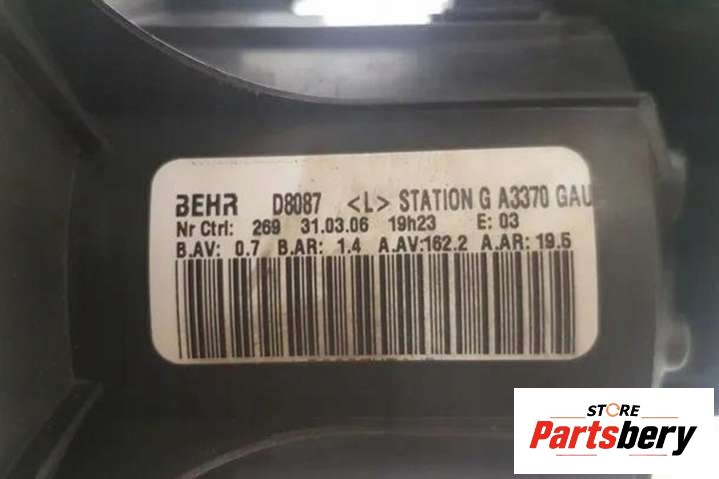 BEHR D8087 <L> STATION G A3370 GAU
Nr Ctrl: 269 31.03.06 19h23 E: 03
B.AV: 0.7 B.AR: 1.4 A.AV:162.2 A.AR: 19.5
STORE
Partsbery